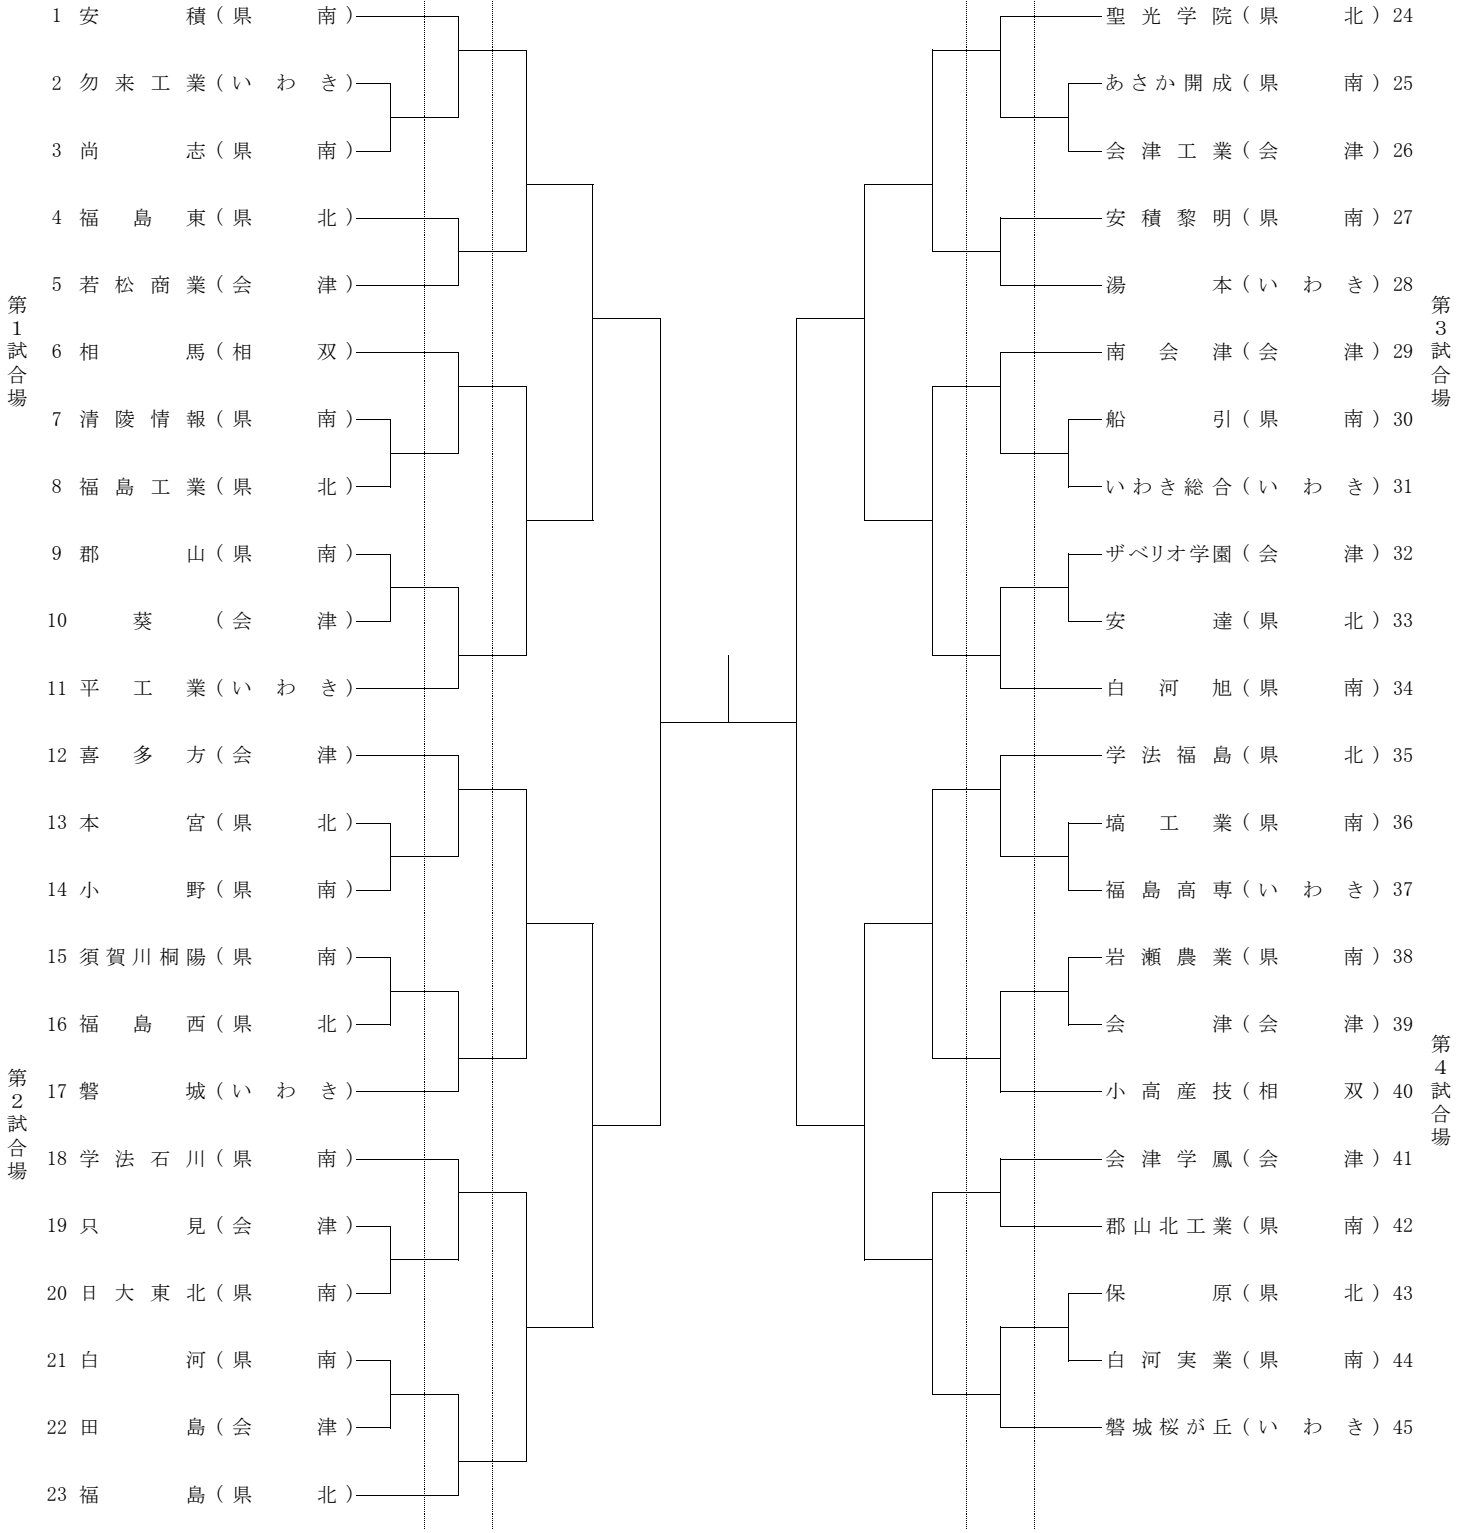 1 安積(県南)
2 勿来工業(いわき)
3 尚志(県南)
4 福島東(県北)
5 若松商業(会津)
第1試合場
6 相馬(相双)
7 清陵情報(県南)
8 福島工業(県北)
9 郡山(県南)
10 葵(会津)
11 平工業(いわき)
12 喜多方(会津)
13 本宮(県北)
14 小野(県南)
15 須賀川桐陽(県南)
16 福島西(県北)
第2試合場
17 磐城(いわき)
18 学法石川(県南)
19 只見(会津)
20 日大東北(県南)
21 白河(県南)
22 田島(会津)
23 福島(県北)
聖光学院(県北) 24
あさか開成(県南) 25
会津工業(会津) 26
安積黎明(県南) 27
湯本(いわき) 28
第3試合場
南会津(会津) 29
船引(県南) 30
いわき総合(いわき) 31
ザベリオ学園(会津) 32
安達(県北) 33
白河旭(県南) 34
学法福島(県北) 35
塙工業(県南) 36
福島高専(いわき) 37
岩瀬農業(県南) 38
会津(会津) 39
第4試合場
小高産技(相双) 40
会津学鳳(会津) 41
郡山北工業(県南) 42
保原(県北) 43
白河実業(県南) 44
磐城桜が丘(いわき) 45